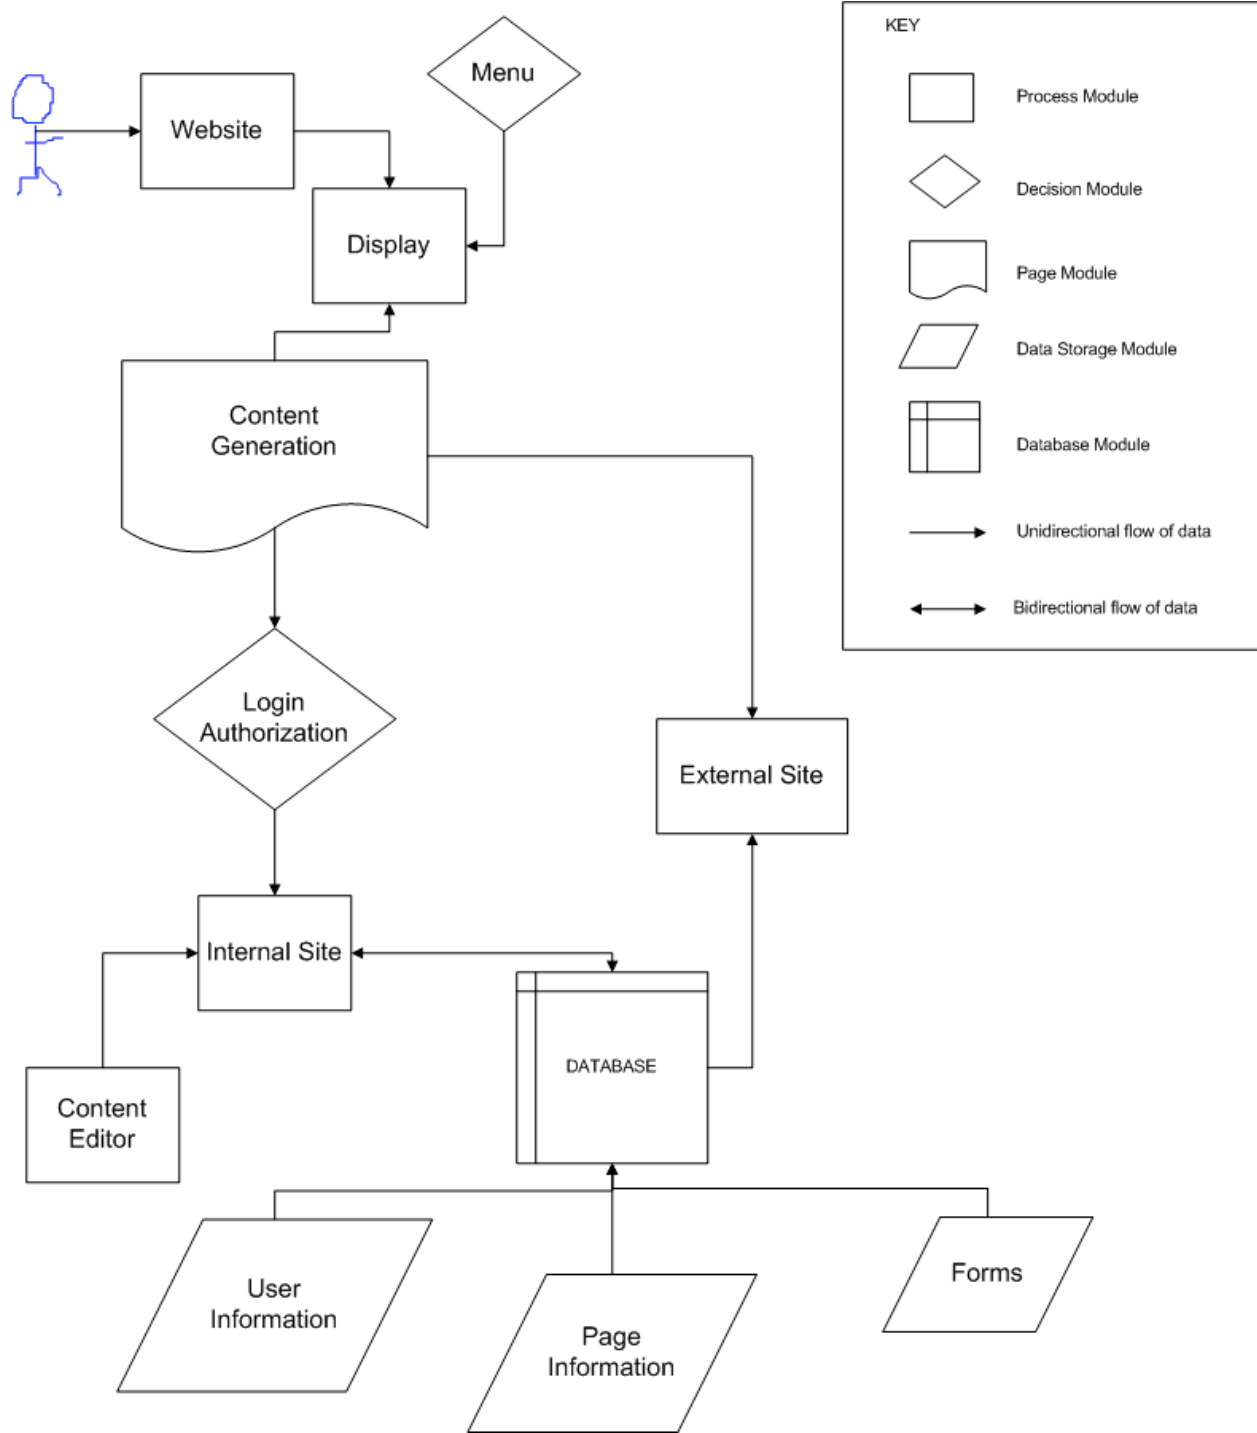 Menu
Website
Display
Content
Generation
Login
Authorization
External Site
Internal Site
DATABASE
Content
Editor
User
Information
Page
Information
Forms
KEY
Process Module
Decision Module
Page Module
Data Storage Module
Database Module
Unidirectional flow of data
Bidirectional flow of data